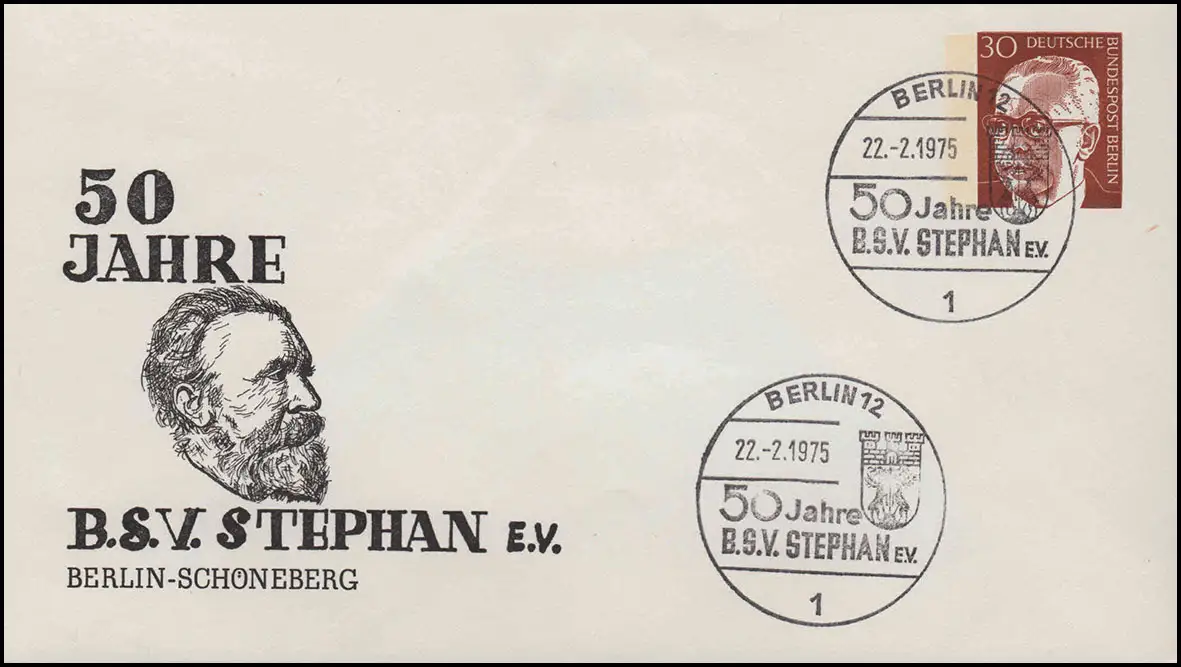 50
JAHRE
B.S.V. STEPHAN E.V.
BERLIN-SCHÖNEBERG
30 DEUTSCHE BUNDESPOST BERLIN
BERLIN 12
22.-2.1975
50 Jahre
B.S.V. STEPHAN E.V.
1
BERLIN 12
22.-2.1975
50 Jahre
B.S.V. STEPHAN E.V.
1